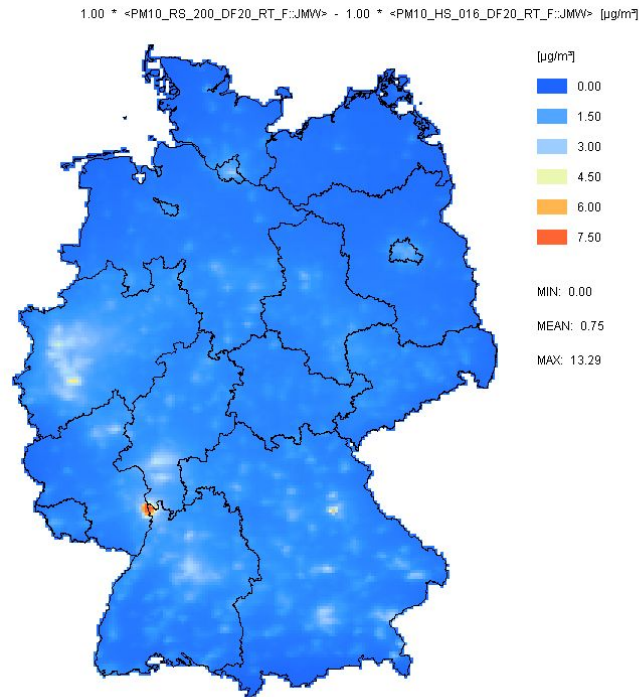 1.00 * <PM10_RS_200_DF20_RT_F::JMW> - 1.00 * <PM10_HS_016_DF20_RT_F::JMW> [µg/m³]
[µg/m³]
0.00
1.50
3.00
4.50
6.00
7.50
MIN: 0.00
MEAN: 0.75
MAX: 13.29